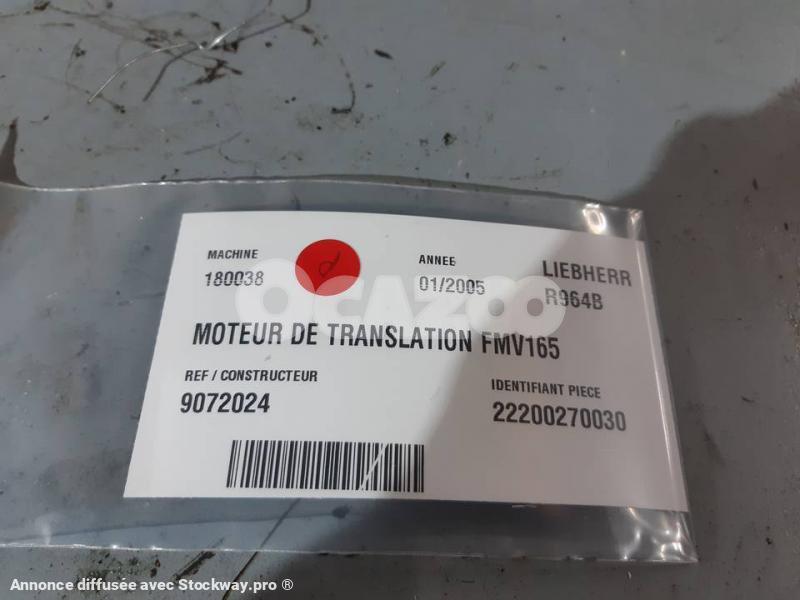 MACHINE
180038
ANNEE
01/2005
LIEBHERR
R964B
OCAZOO
MOTEUR DE TRANSLATION FMV165
REF / CONSTRUCTEUR
9072024
IDENTIFIANT PIECE
22200270030
Annonce diffusée avec Stockway.pro ®